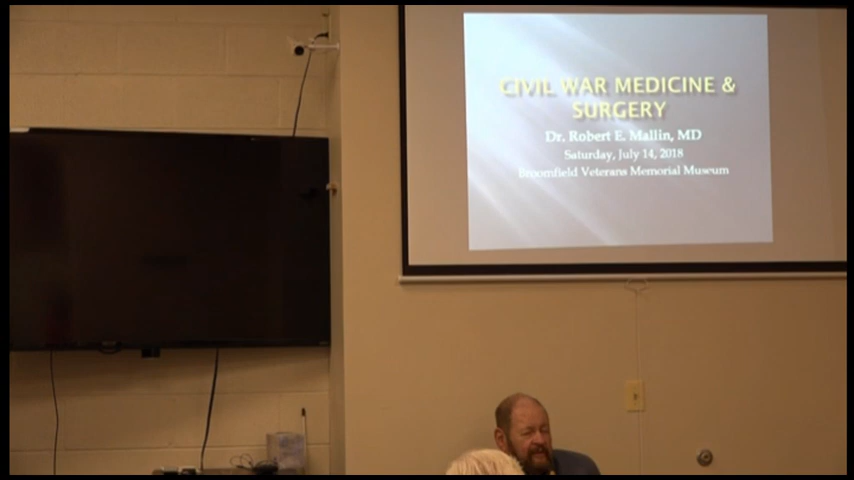 CIVIL WAR MEDICINE &
SURGERY
Dr. Robert E. Mallin, MD
Saturday, July 14, 2018
Broomfield Veterans Memorial Museum